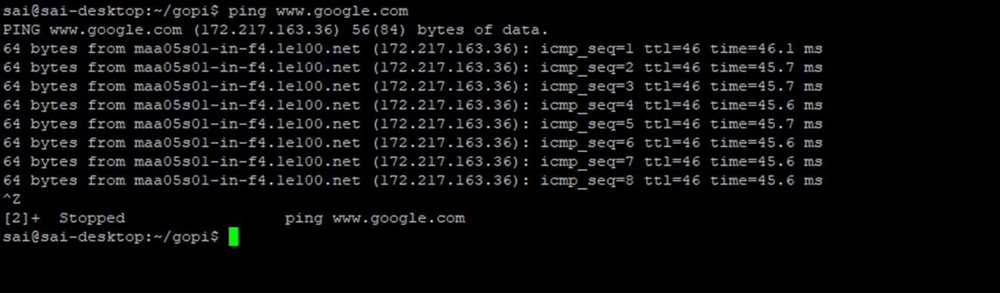 sai@sai-desktop:~/gopi$ ping www.google.com
PING www.google.com (172.217.163.36) 56(84) bytes of data.
64 bytes from maa05s01-in-f4.1e100.net (172.217.163.36): icmp_seq=1 ttl=46 time=46.1 ms
64 bytes from maa05s01-in-f4.1e100.net (172.217.163.36): icmp_seq=2 ttl=46 time=45.7 ms
64 bytes from maa05s01-in-f4.1e100.net (172.217.163.36): icmp_seq=3 ttl=46 time=45.7 ms
64 bytes from maa05s01-in-f4.1e100.net (172.217.163.36): icmp_seq=4 ttl=46 time=45.6 ms
64 bytes from maa05s01-in-f4.1e100.net (172.217.163.36): icmp_seq=5 ttl=46 time=45.7 ms
64 bytes from maa05s01-in-f4.1e100.net (172.217.163.36): icmp_seq=6 ttl=46 time=45.6 ms
64 bytes from maa05s01-in-f4.1e100.net (172.217.163.36): icmp_seq=7 ttl=46 time=45.6 ms
64 bytes from maa05s01-in-f4.1e100.net (172.217.163.36): icmp_seq=8 ttl=46 time=45.6 ms
^Z
[2]+  Stopped                 ping www.google.com
sai@sai-desktop:~/gopi$